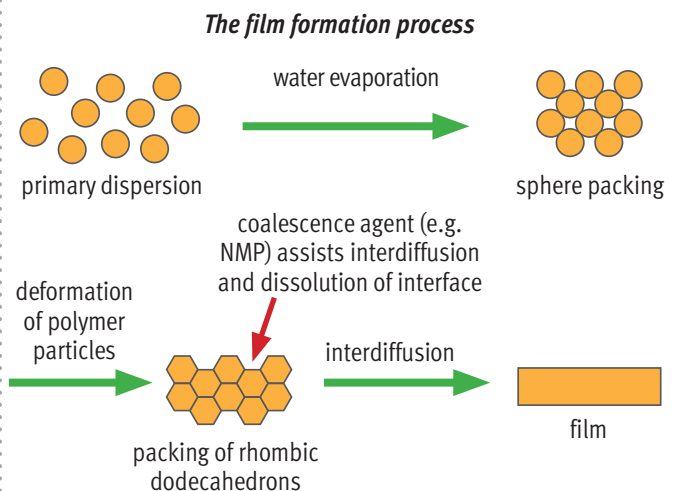 The film formation process
water evaporation
primary dispersion
sphere packing
coalescence agent (e.g.
NMP) assists interdiffusion
and dissolution of interface
deformation
of polymer
particles
interdiffusion
packing of rhombic
dodecahedrons
film